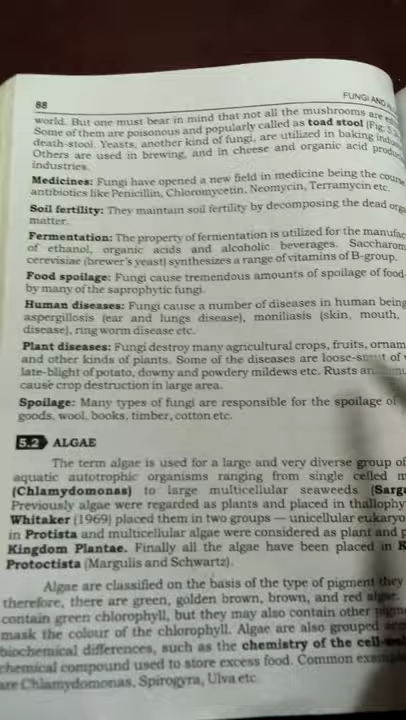 88
FUNGI AND
world. But one must bear in mind that not all the mushrooms are
Some of them are poisonous and popularly called as toad stool (Fig.
death-stool. Yeasts, another kind of fungi, are utilized in baking
Others are used in brewing, and in cheese and organic acid
industries.
Medicines: Fungi have opened a new field in medicine being the
antibiotics like Penicillin, Chloromycetin, Neomycin, Terramycin etc.
Soil fertility: They maintain soil fertility by decomposing the dead
matter.
Fermentation: The property of fermentation is utilized for the
of ethanol, organic acids and alcoholic beverages.
cerevisiae (brewer's yeast) synthesizes a range of vitamins of B-group.
Food spoilage: Fungi cause tremendous amounts of spoilage of food
by many of the saprophytic fungi.
Human diseases: Fungi cause a number of diseases in human
aspergillosis (ear and lungs disease), moniliasis (skin, mouth,
disease), ring worm disease etc.
Plant diseases: Fungi destroy many agricultural crops, fruits,
and other kinds of plants. Some of the diseases are loose-smut of
late-blight of potato, downy and powdery mildews etc. Rusts
cause crop destruction in large area.
Spoilage: Many types of fungi are responsible for the spoilage of
goods, wool, books, timber, cotton etc.
5.2 ALGAE
The term algae is used for a large and very diverse group of
aquatic autotrophic organisms ranging from single celled
(Chlamydomonas) to large multicellular seaweeds
Previously algae were regarded as plants and placed in
Whitaker (1969) placed them in two groups — unicellular
in Protista and multicellular algae were considered as plant and
Kingdom Plantae. Finally all the algae have been placed in
Protoctista (Margulis and Schwartz).
Algae are classified on the basis of the type of pigment they
therefore, there are green, golden brown, brown, and red algae.
contain green chlorophyll, but they may also contain other
mask the colour of the chlorophyll. Algae are also grouped
biochemical differences, such as the chemistry of the
chemical compound used to store excess food. Common
are Chlamydomonas, Spirogyra, Ulva etc